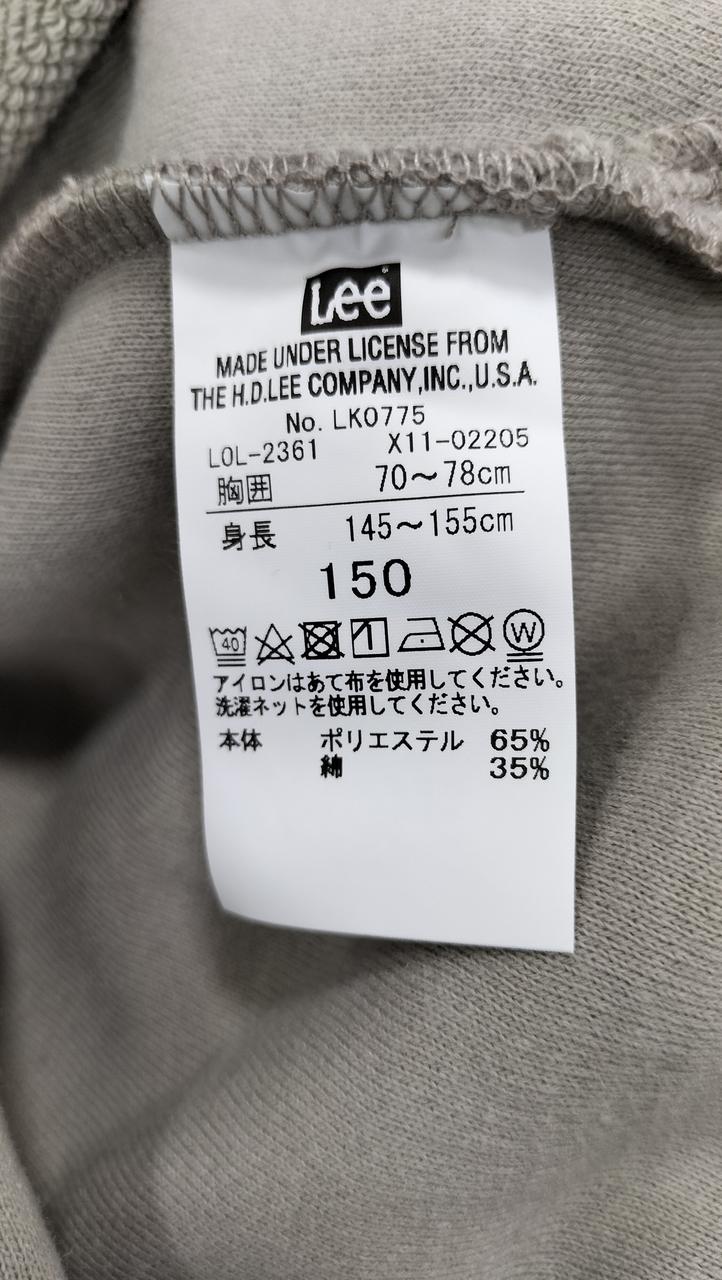 Lee
MADE UNDER LICENSE FROM
THE H.D.LEE COMPANY,INC.,U.S.A.
No. LK0775
LOL-2361 X11-02205
胸囲 70～78cm
身長 145～155cm
150
40 W
アイロンはあて布を使用してください。
洗濯ネットを使用してください。
本体 ポリエステル 65%
綿 35%